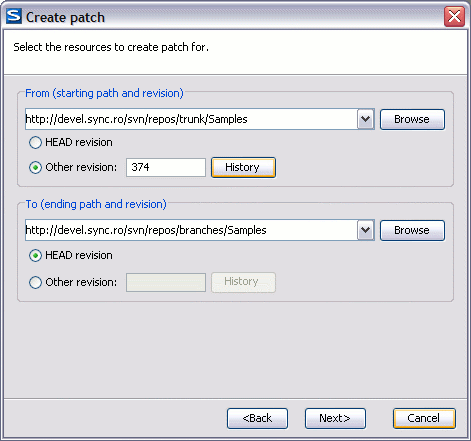 Create patch
Select the resources to create patch for.
From (starting path and revision)
http://devel.sync.ro/svn/repos/trunk/Samples Browse
HEAD revision
Other revision: 374 History
To (ending path and revision)
http://devel.sync.ro/svn/repos/branches/Samples Browse
HEAD revision
Other revision: History
<Back Next> Cancel